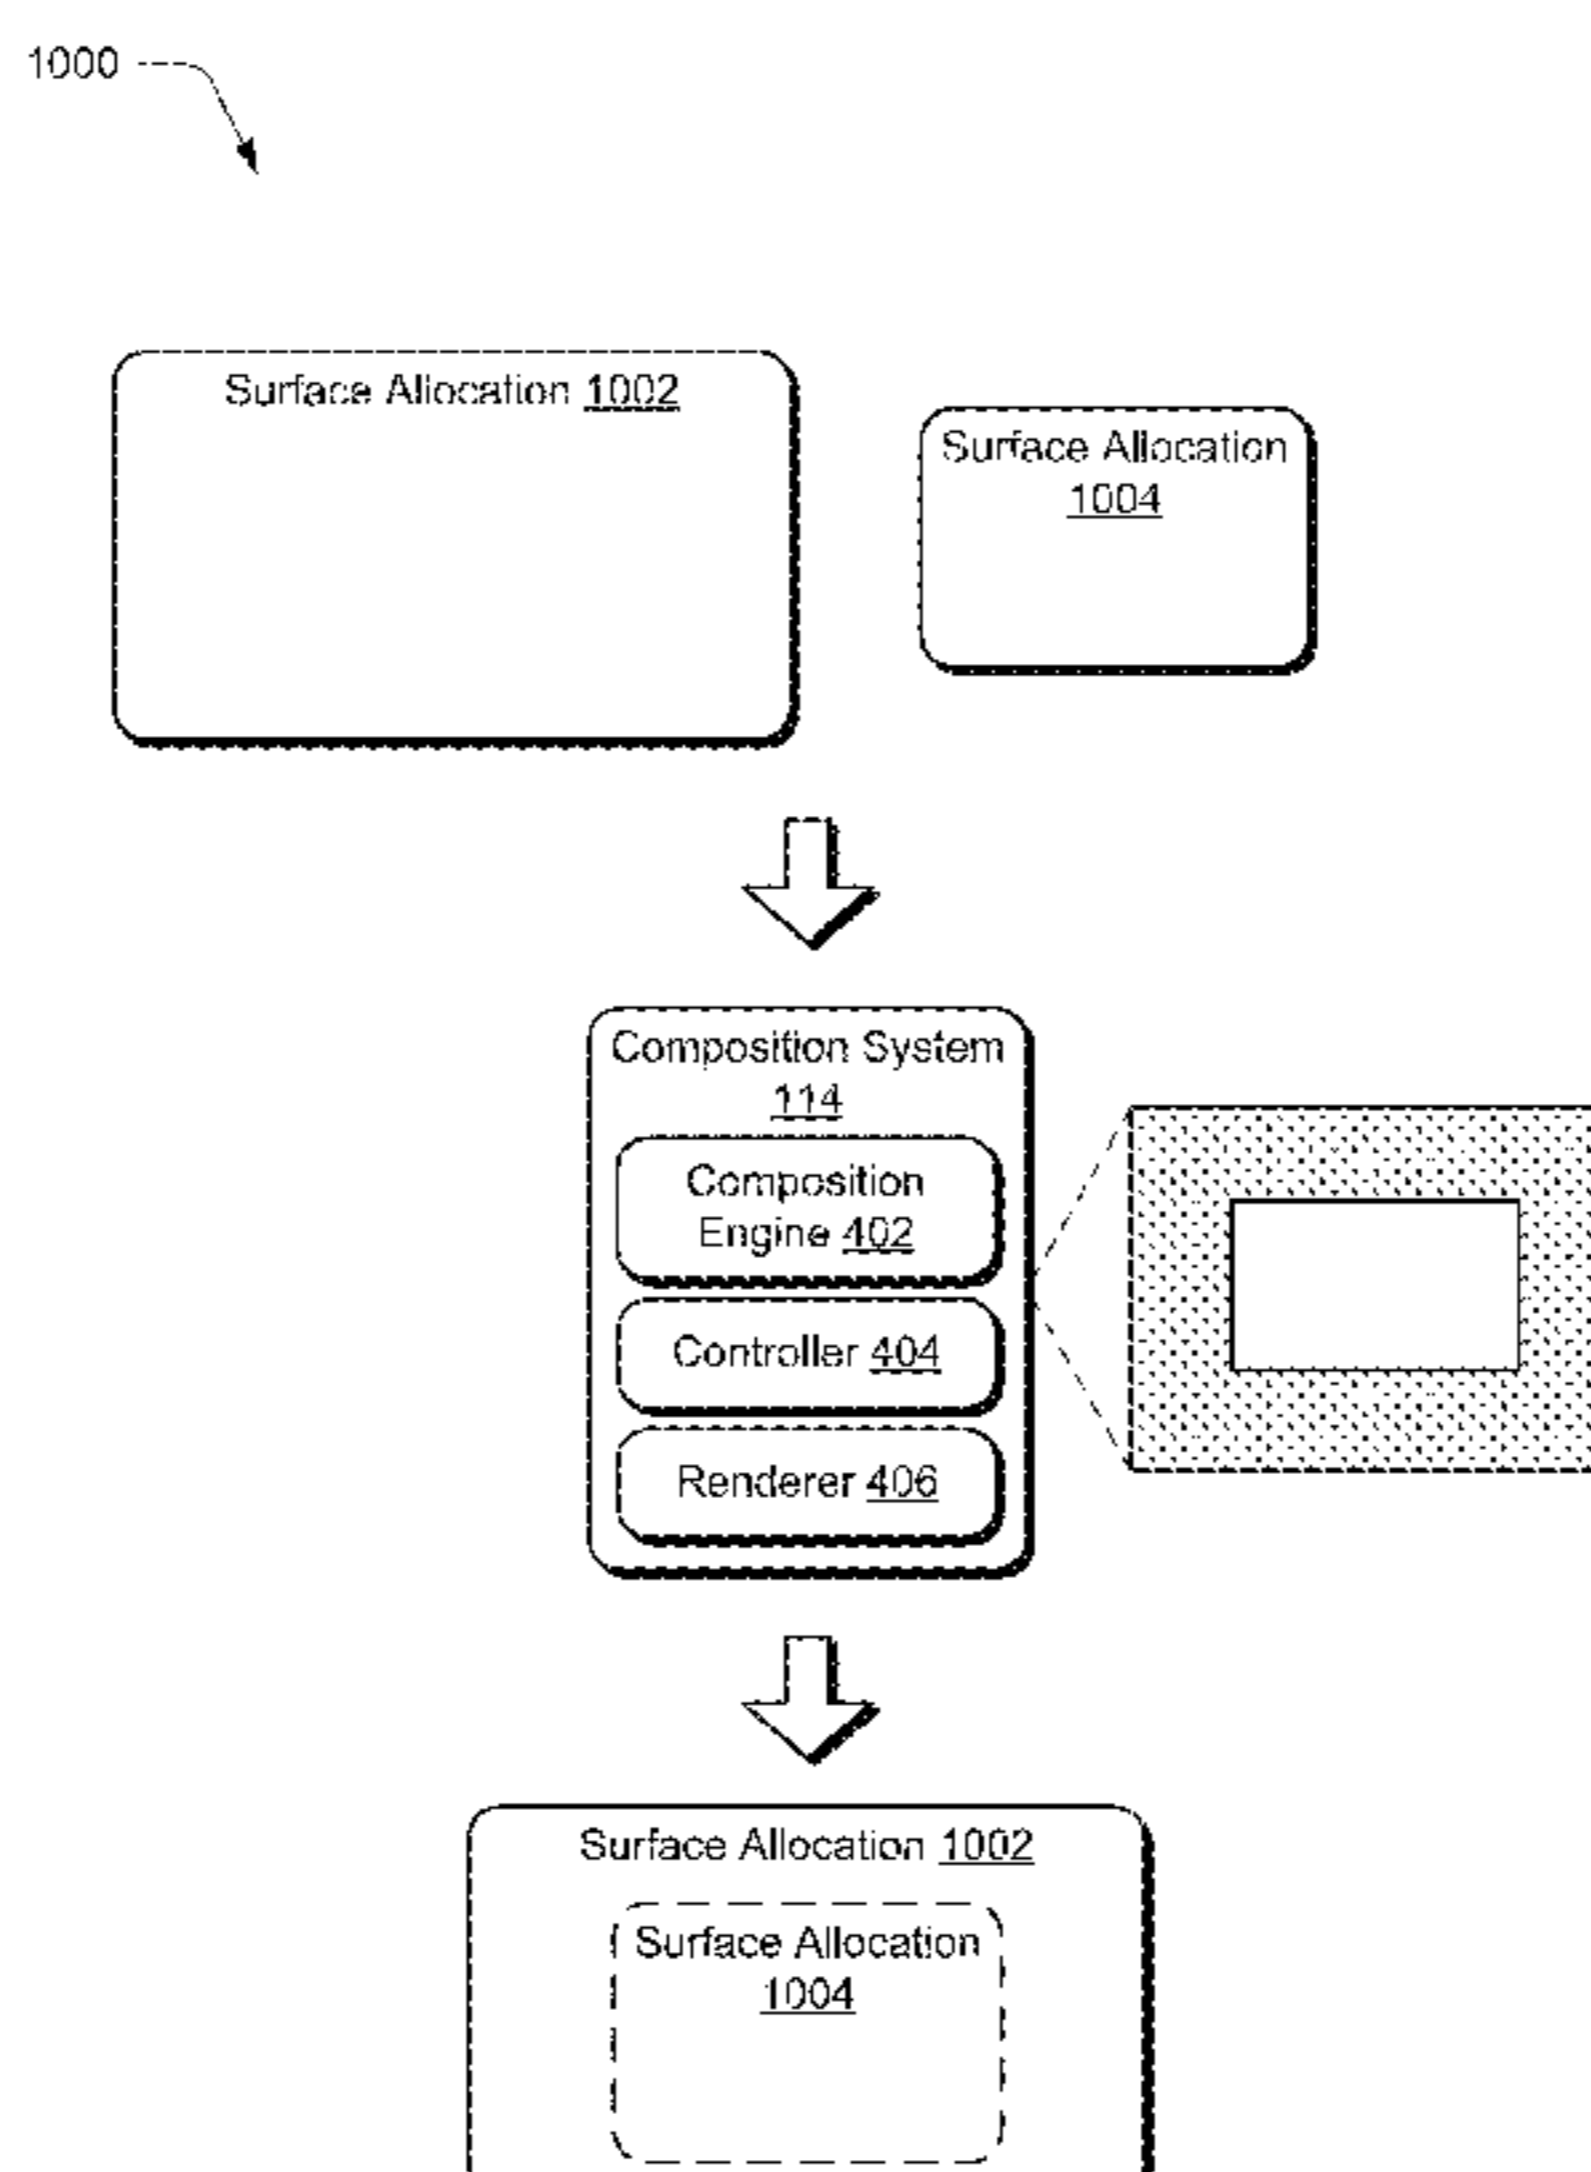 1000
Surface Allocation 1002
Surface Allocation
1004
Composition System
114
Composition
Engine 402
Controller 404
Renderer 406
Surface Allocation 1002
Surface Allocation
1004